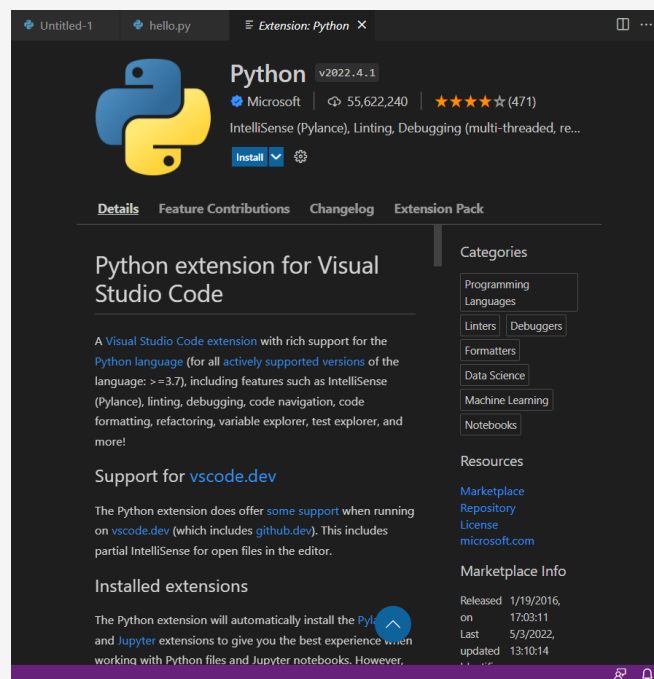 Untitled-1
hello.py
Extension: Python
Python v2022.4.1
Microsoft 55,622,240 (471)
IntelliSense (Pylance), Linting, Debugging (multi-threaded, re...
Install
Details Feature Contributions Changelog Extension Pack
Python extension for Visual
Studio Code
A Visual Studio Code extension with rich support for the
Python language (for all actively supported versions of the
language: >=3.7), including features such as IntelliSense
(Pylance), linting, debugging, code navigation, code
formatting, refactoring, variable explorer, test explorer, and
more!
Support for vscode.dev
The Python extension does offer some support when running
on vscode.dev (which includes github.dev). This includes
partial IntelliSense for open files in the editor.
Installed extensions
The Python extension will automatically install the
and Jupyter extensions to give you the best experience when
working with Python files and Jupyter notebooks. However,
Categories
Programming
Languages
Linters
Debuggers
Formatters
Data Science
Machine Learning
Notebooks
Resources
Marketplace
Repository
License
microsoft.com
Marketplace Info
Released 1/19/2016,
on 17:03:11
Last 5/3/2022,
updated 13:10:14